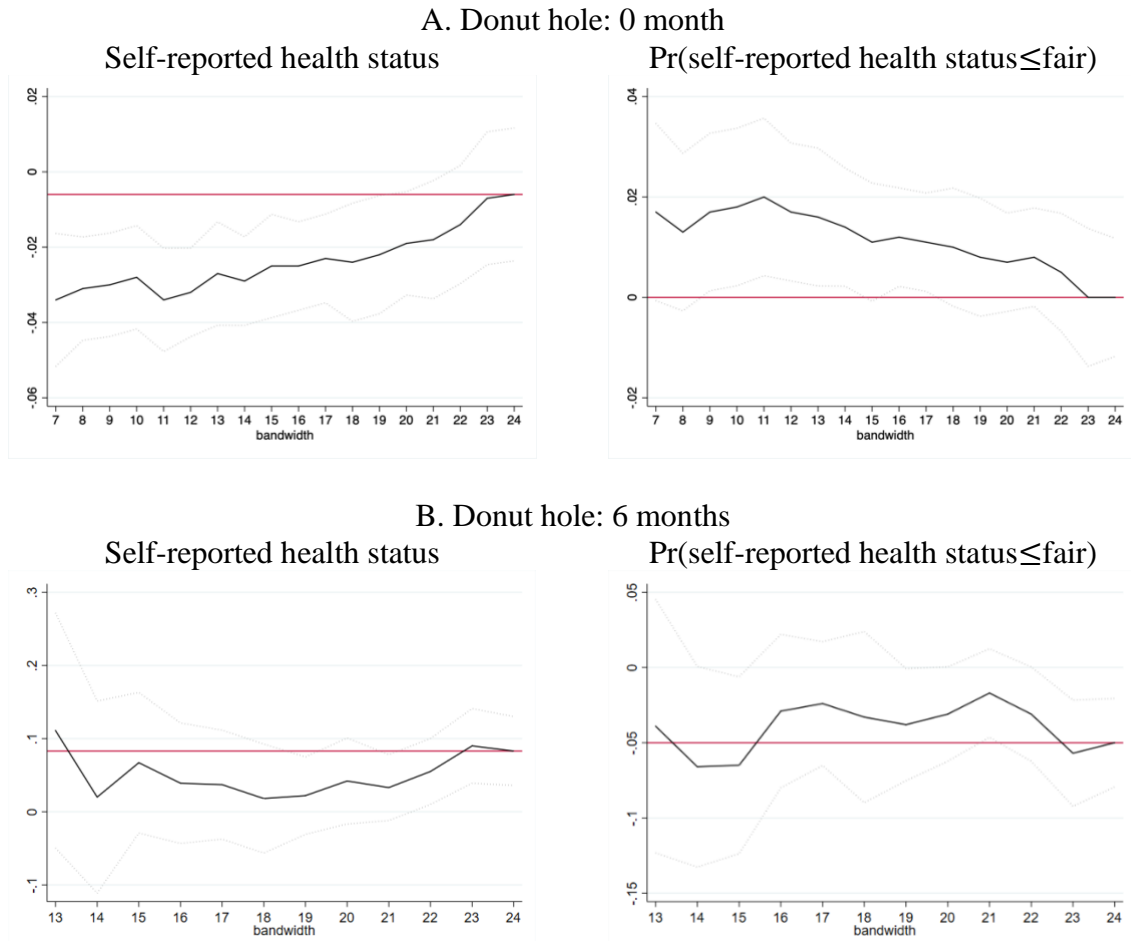 A. Donut hole: 0 month
Self-reported health status
Pr(self-reported health status≤fair)
.02
0
-.02
-.04
-.06
7 8 9 10 11 12 13 14 15 16 17 18 19 20 21 22 23 24
bandwidth
.04
.02
0
-.02
7 8 9 10 11 12 13 14 15 16 17 18 19 20 21 22 23 24
bandwidth
B. Donut hole: 6 months
Self-reported health status
Pr(self-reported health status≤fair)
.3
.2
.1
0
-.1
13 14 15 16 17 18 19 20 21 22 23 24
bandwidth
.05
0
-.05
-.1
-.15
13 14 15 16 17 18 19 20 21 22 23 24
bandwidth